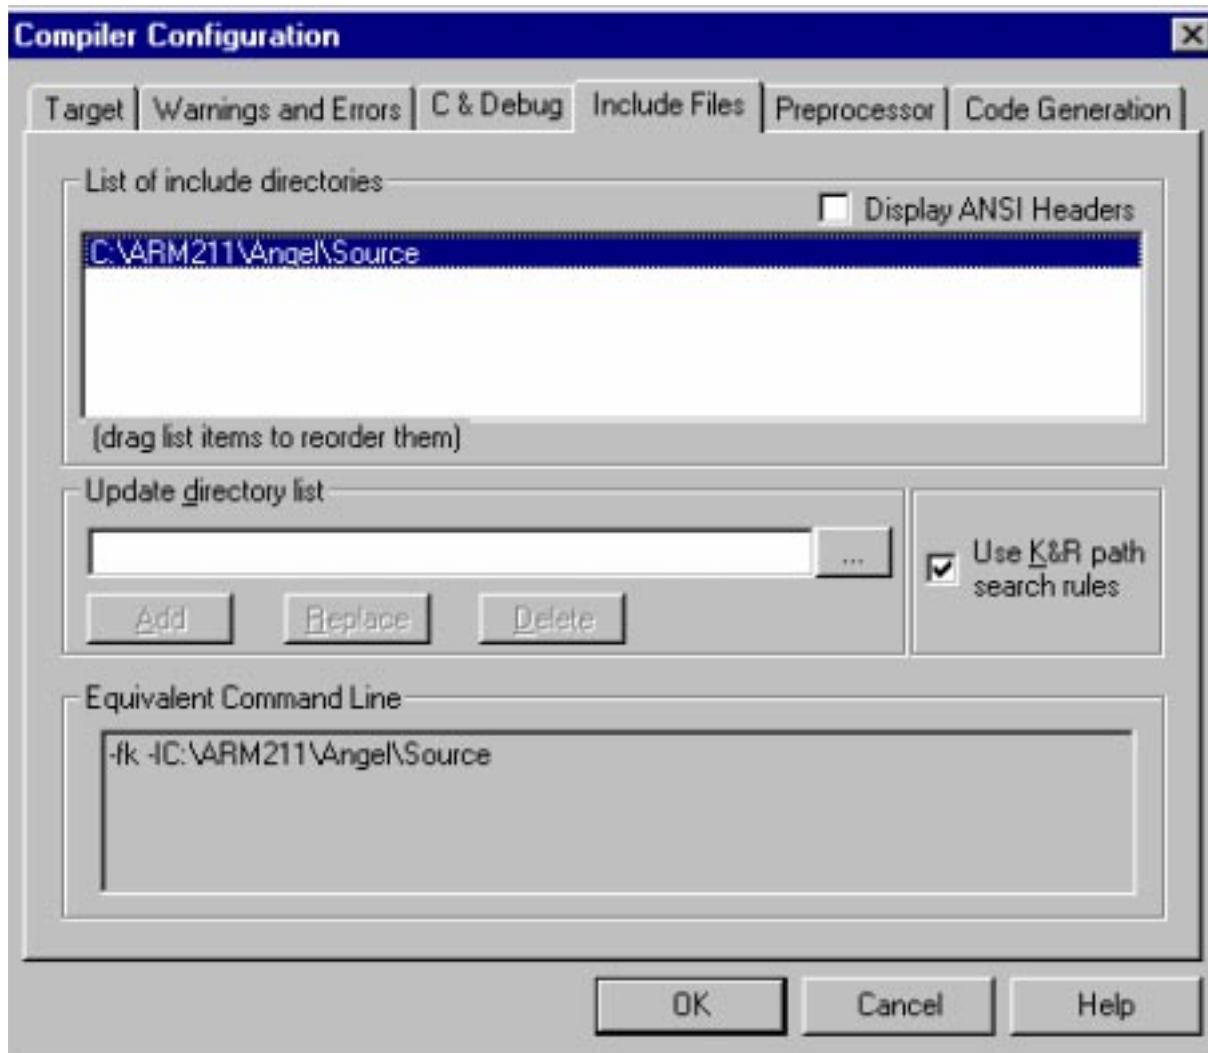 Compiler Configuration
Target Warnings and Errors C & Debug Include Files Preprocessor Code Generation
List of include directories
Display ANSI Headers
C:\ARM211\Angel\Source
(drag list items to reorder them)
Update directory list
...
Use K&R path
search rules
Add Replace Delete
Equivalent Command Line
-fk -IC:\ARM211\Angel\Source
OK Cancel Help